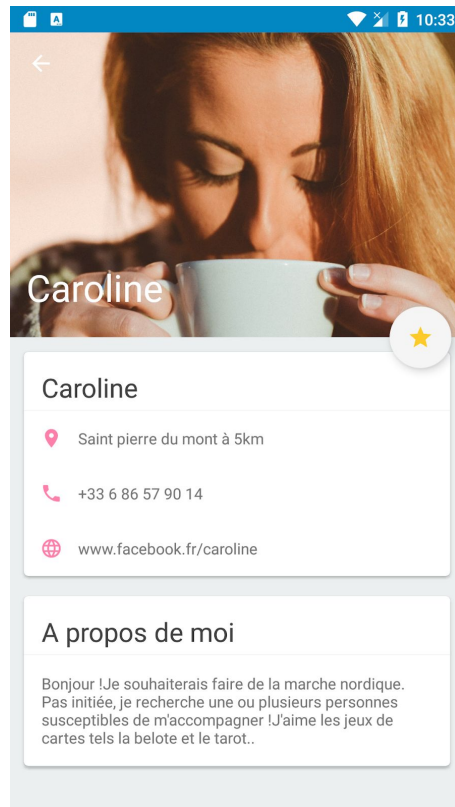 10:33
Caroline
Caroline
Saint pierre du mont à 5km
+33 6 86 57 90 14
www.facebook.fr/caroline
A propos de moi
Bonjour !Je souhaiterais faire de la marche nordique.
Pas initiée, je recherche une ou plusieurs personnes
susceptibles de m'accompagner !J'aime les jeux de
cartes tels la belote et le tarot..